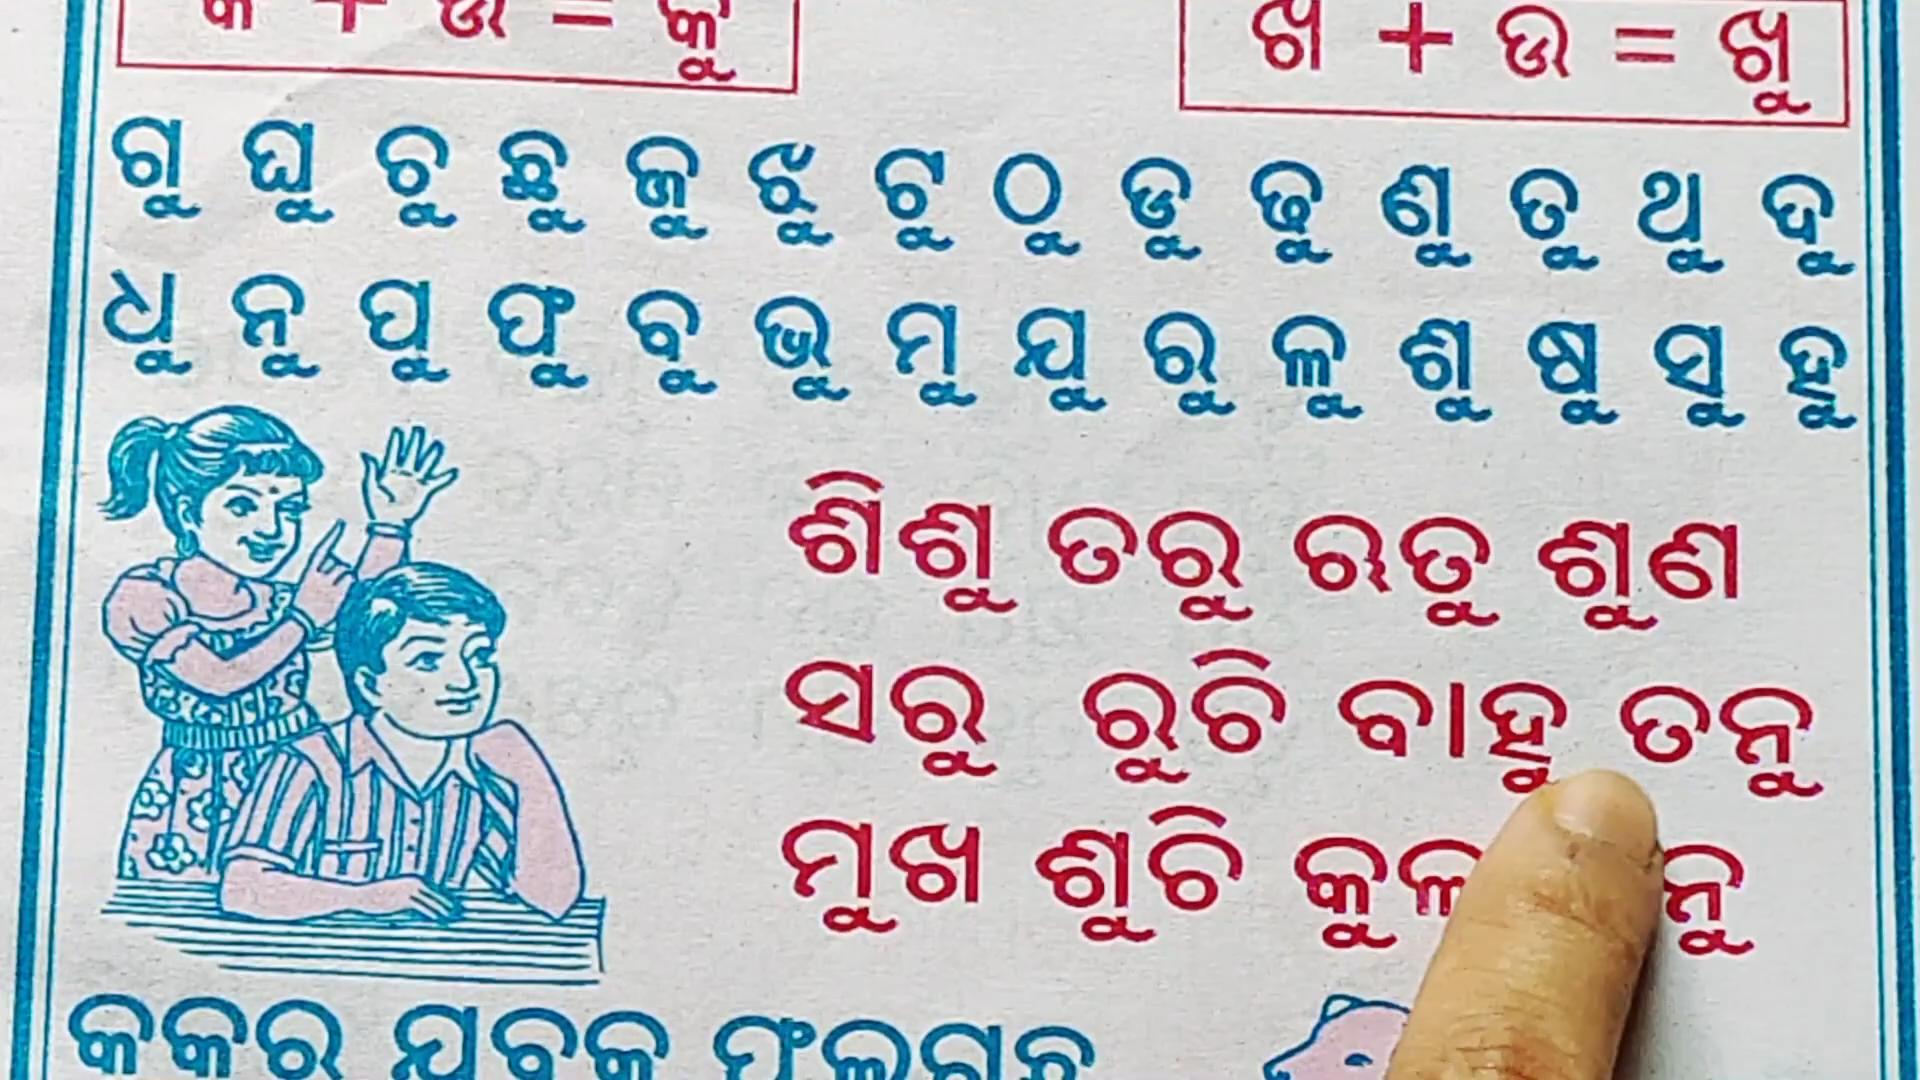 କ + ଉ = କୁ ଖ + ଉ = ଖୁ
ଗୁ ଘୁ ଚୁ ଛୁ ଜୁ ଝୁ ଟୁ ଠୁ ଡୁ ଢୁ ଣୁ ତୁ ଥୁ ଦୁ
ଧୁ ନୁ ପୁ ଫୁ ବୁ ଭୁ ମୁ ଯୁ ରୁ ଳୁ ଶୁ ଷୁ ସୁ ହୁ
ଶିଶୁ ତରୁ ଋତୁ ଶୁଣ
ସରୁ ରୁଚି ବାହୁ ତନୁ
ମୁଖ ଶୁଚି